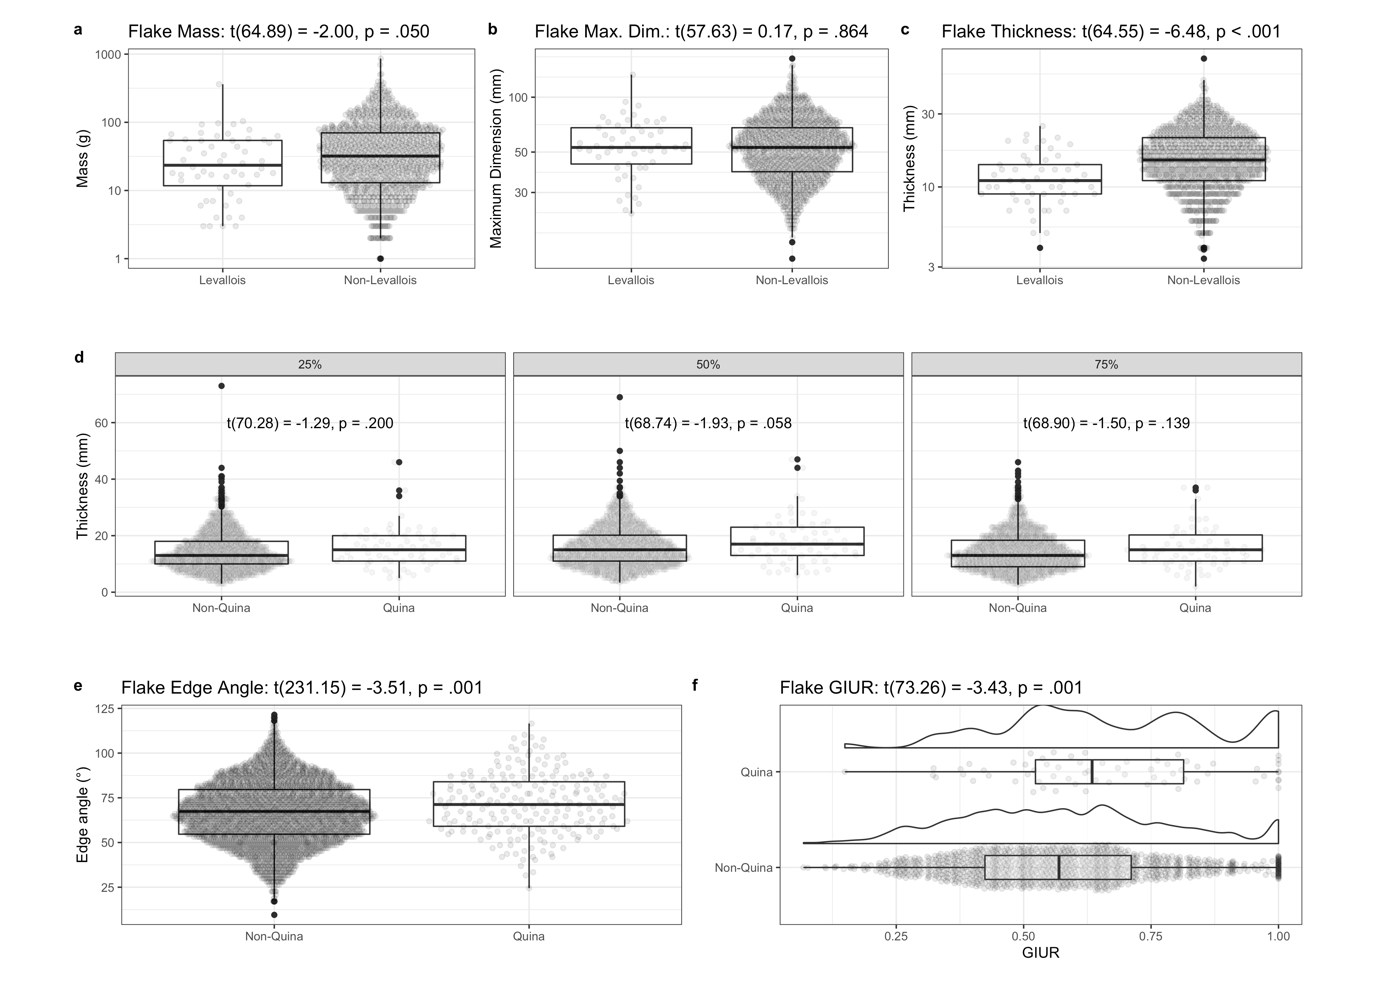 a Flake Mass: t(64.89) = -2.00, p = .050
1000
100
10
1
Mass (g)
Levallois Non-Levallois
b Flake Max. Dim.: t(57.63) = 0.17, p = .864
100
50
30
Maximum Dimension (mm)
Levallois Non-Levallois
c Flake Thickness: t(64.55) = -6.48, p < .001
30
10
3
Thickness (mm)
Levallois Non-Levallois
d
25% 50% 75%
t(70.28) = -1.29, p = .200 t(68.74) = -1.93, p = .058 t(68.90) = -1.50, p = .139
60
40
20
0
Thickness (mm)
Non-Quina Quina Non-Quina Quina Non-Quina Quina
e Flake Edge Angle: t(231.15) = -3.51, p = .001
125
100
75
50
25
Edge angle (°)
Non-Quina Quina
f Flake GIUR: t(73.26) = -3.43, p = .001
Quina
Non-Quina
0.25 0.50 0.75 1.00
GIUR